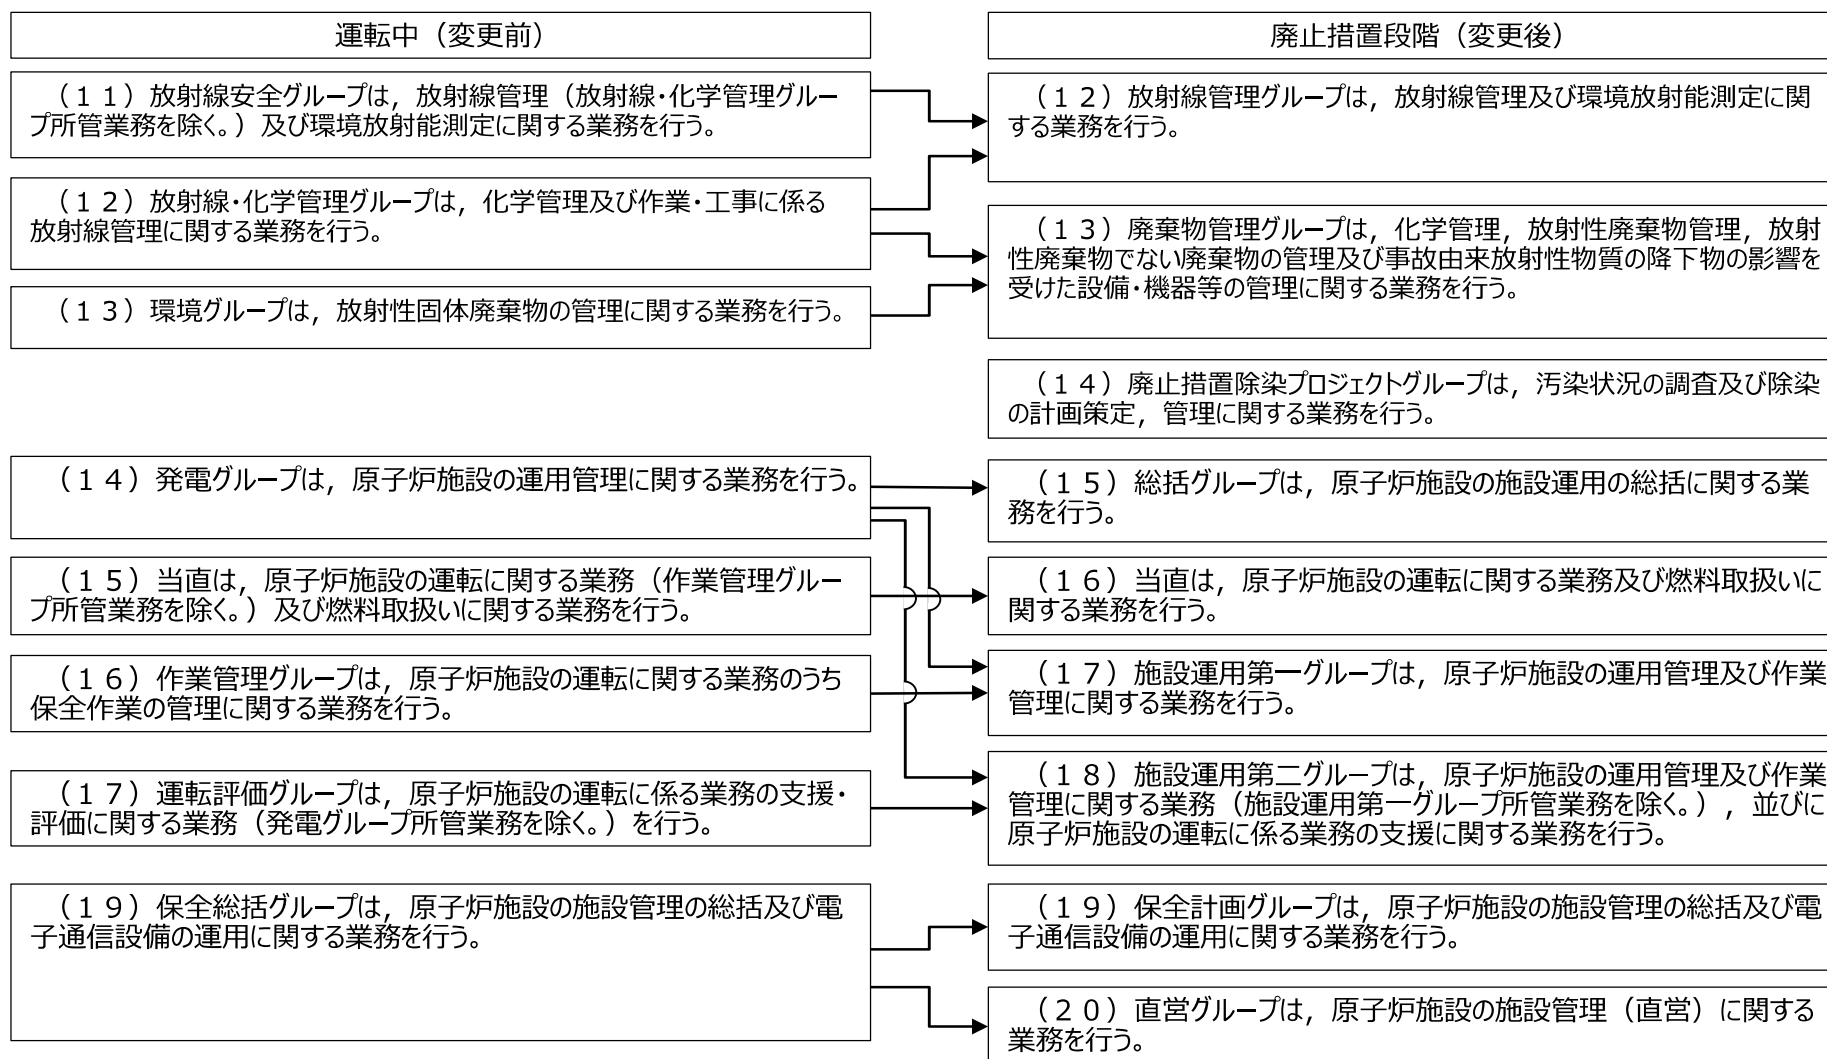 運転中（変更前）
（１１）放射線安全グループは，放射線管理（放射線・化学管理グルー
プ所管業務を除く。）及び環境放射能測定に関する業務を行う。
（１２）放射線・化学管理グループは，化学管理及び作業・工事に係る
放射線管理に関する業務を行う。
（１３）環境グループは，放射性固体廃棄物の管理に関する業務を行う。
（１４）発電グループは，原子炉施設の運用管理に関する業務を行う。
（１５）当直は，原子炉施設の運転に関する業務（作業管理グルー
プ所管業務を除く。）及び燃料取扱いに関する業務を行う。
（１６）作業管理グループは，原子炉施設の運転に関する業務のうち
保全作業の管理に関する業務を行う。
（１７）運転評価グループは，原子炉施設の運転に係る業務の支援・
評価に関する業務（発電グループ所管業務を除く。）を行う。
（１９）保全総括グループは，原子炉施設の施設管理の総括及び電
子通信設備の運用に関する業務を行う。
廃止措置段階（変更後）
（１２）放射線管理グループは，放射線管理及び環境放射能測定に関
する業務を行う。
（１３）廃棄物管理グループは，化学管理，放射性廃棄物管理，放射
性廃棄物でない廃棄物の管理及び事故由来放射性物質の降下物の影響を
受けた設備・機器等の管理に関する業務を行う。
（１４）廃止措置除染プロジェクトグループは，汚染状況の調査及び除染
の計画策定，管理に関する業務を行う。
（１５）総括グループは，原子炉施設の施設運用の総括に関する業
務を行う。
（１６）当直は，原子炉施設の運転に関する業務及び燃料取扱いに
関する業務を行う。
（１７）施設運用第一グループは，原子炉施設の運用管理及び作業
管理に関する業務を行う。
（１８）施設運用第二グループは，原子炉施設の運用管理及び作業
管理に関する業務（施設運用第一グループ所管業務を除く。），並びに
原子炉施設の運転に係る業務の支援に関する業務を行う。
（１９）保全計画グループは，原子炉施設の施設管理の総括及び電
子通信設備の運用に関する業務を行う。
（２０）直営グループは，原子炉施設の施設管理（直営）に関する
業務を行う。